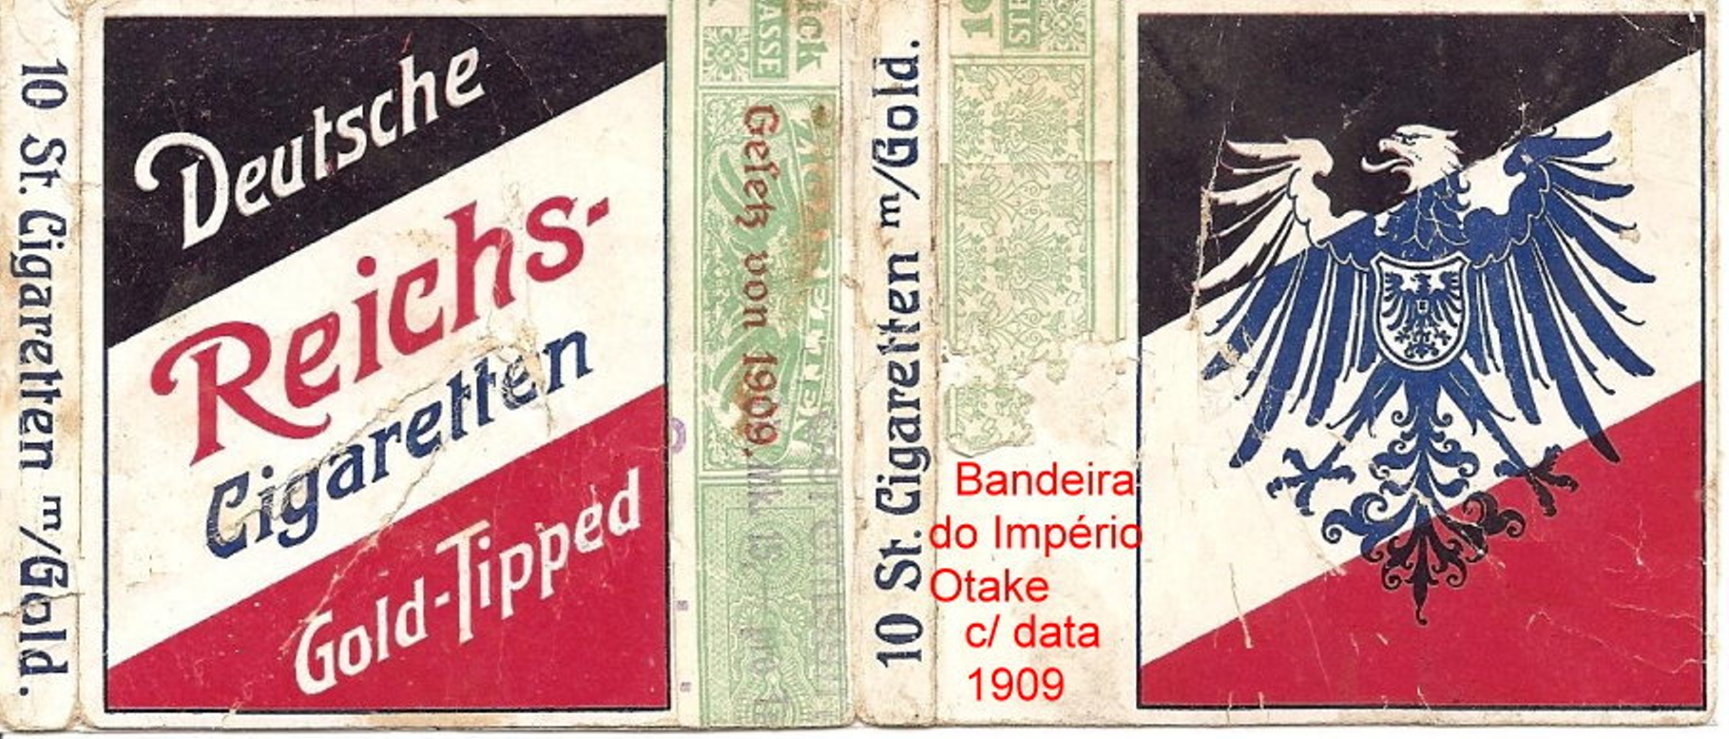 10 St. Cigaretten m/Gold.
Deutsche
Reichs-
Cigaretten
Gold-Tipped
Gesetz von 1909.
10 St. Cigaretten m/Gold.
10
Bandeira
do Império
Otake
c/ data
1909